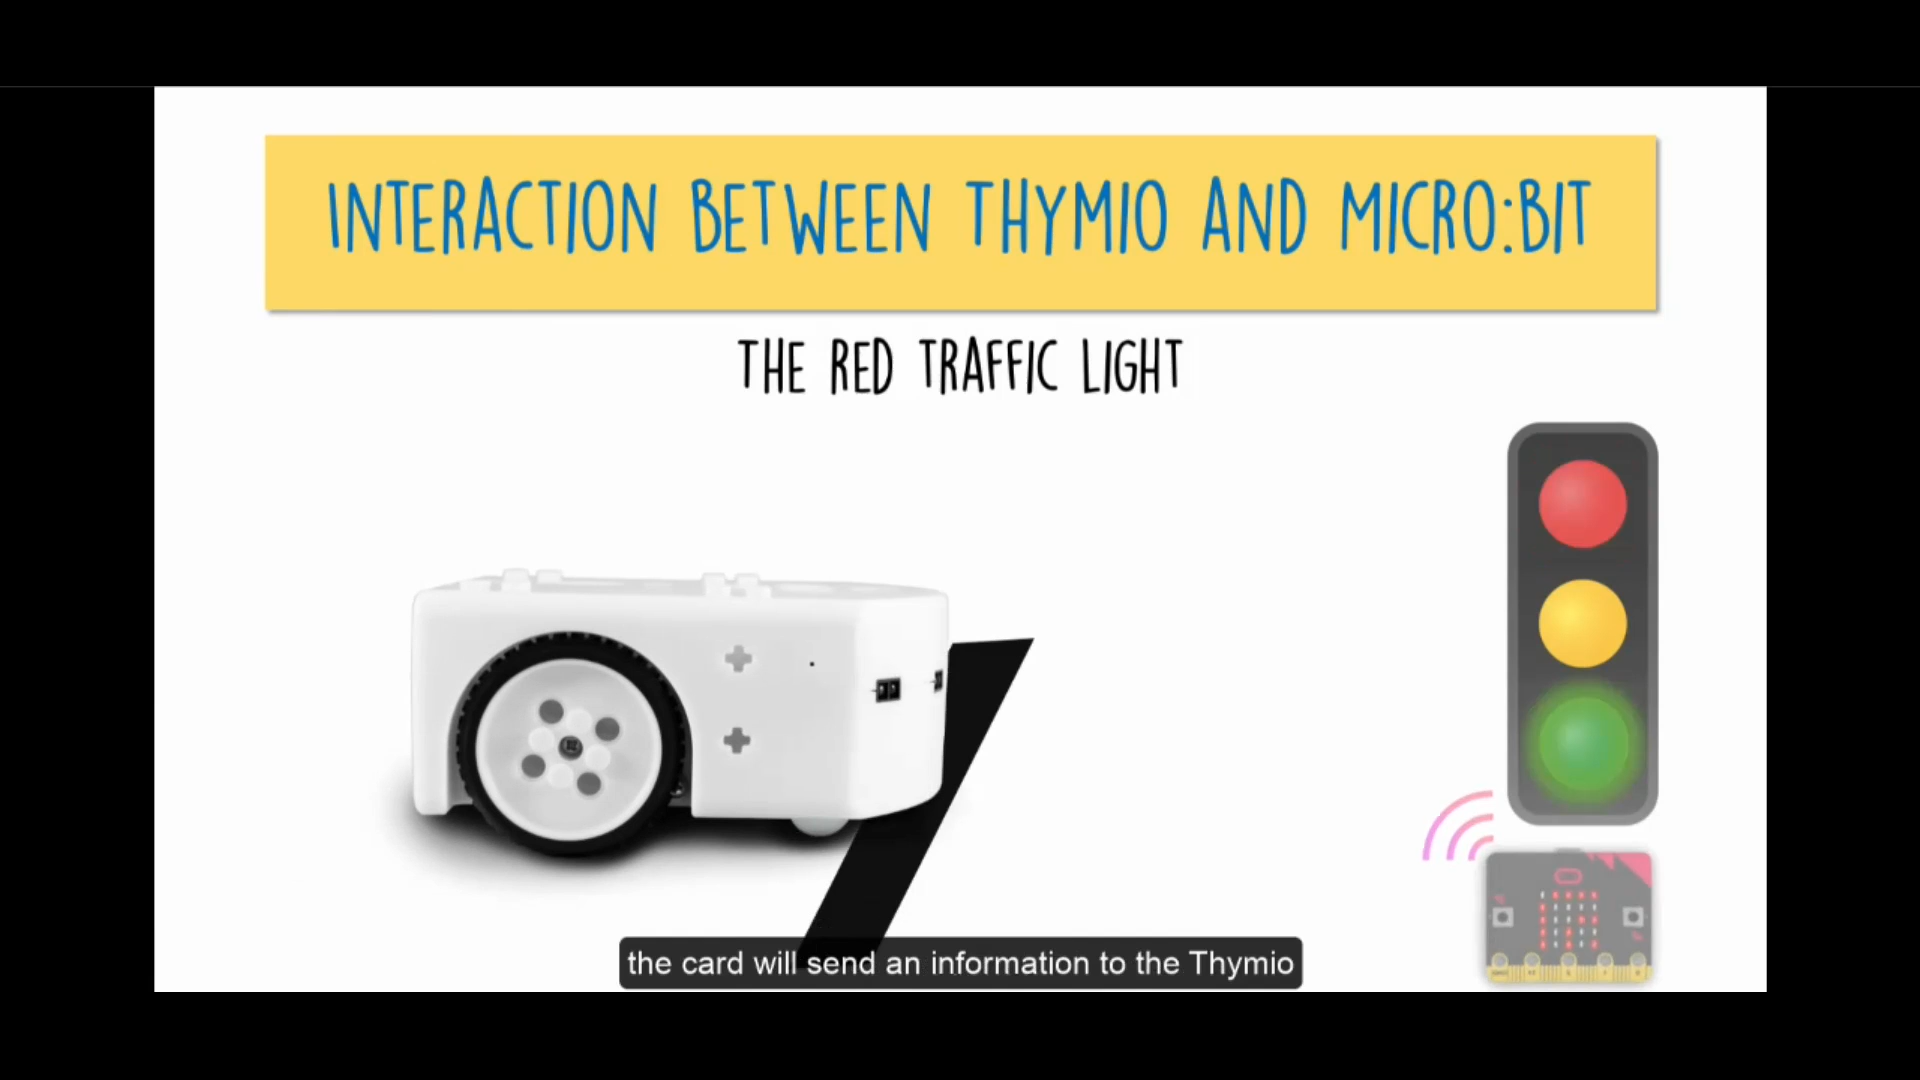 INTERACTION BETWEEN THYMIO AND MICRO:BIT
THE RED TRAFFIC LIGHT
the card will send an information to the Thymio